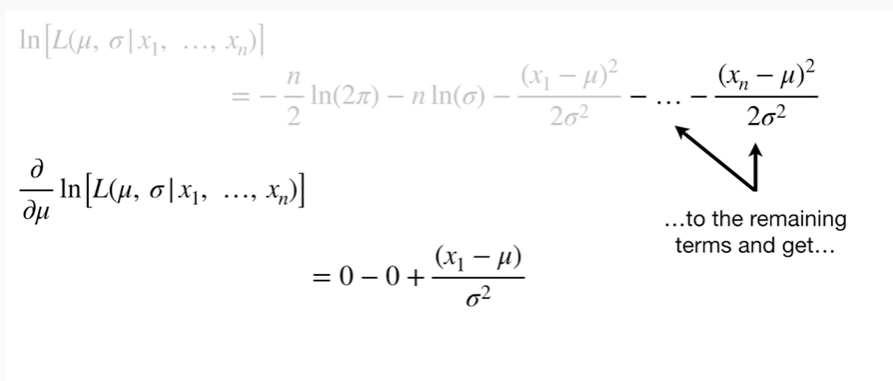 ln[L(μ, σ|x₁, …, xₙ)]
= − n/2 ln(2π) − n ln(σ) − (x₁ − μ)²/2σ² − … − (xₙ − μ)²/2σ²
∂/∂μ ln[L(μ, σ|x₁, …, xₙ)]
…to the remaining
terms and get…
= 0 − 0 + (x₁ − μ)/σ²